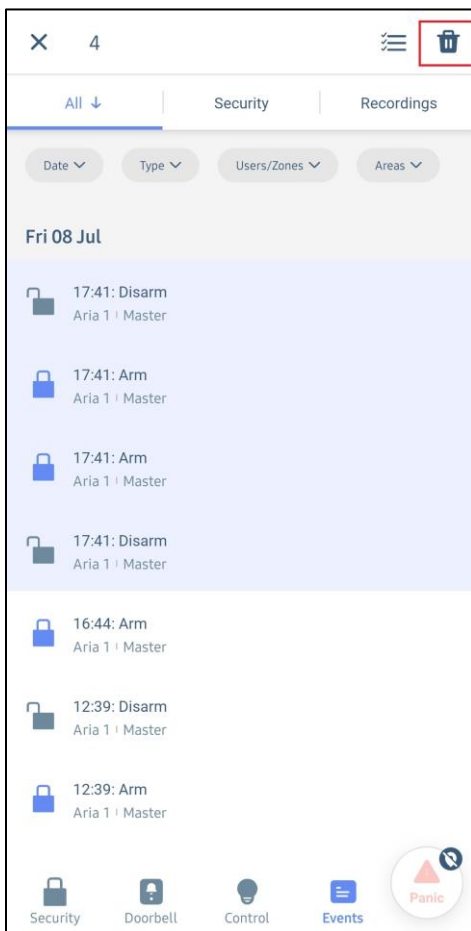 4
All ↓ Security Recordings
Date Type Users/Zones Areas
Fri 08 Jul
17:41: Disarm
Aria 1 | Master
17:41: Arm
Aria 1 | Master
17:41: Arm
Aria 1 | Master
17:41: Disarm
Aria 1 | Master
16:44: Arm
Aria 1 | Master
12:39: Disarm
Aria 1 | Master
12:39: Arm
Aria 1 | Master
Panic
Security Doorbell Control Events